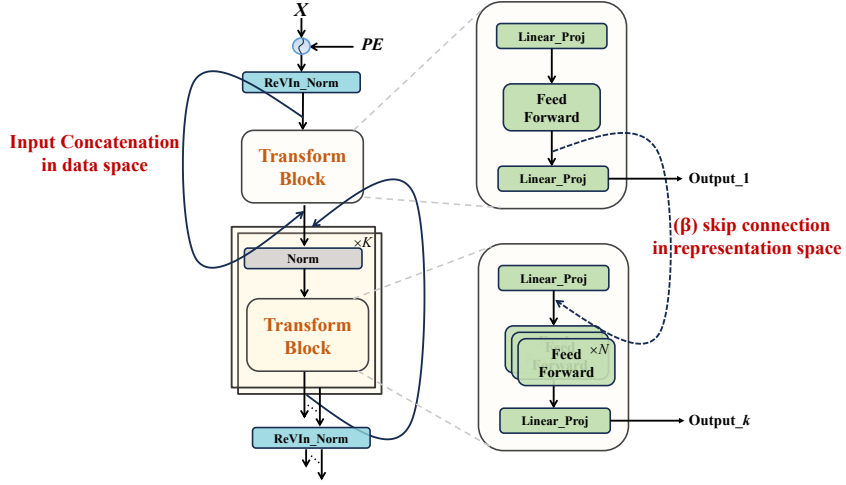 X
PE
ReVIn_Norm
Input Concatenation
in data space
Transform
Block
×K
Norm
Transform
Block
ReVIn_Norm
Linear_Proj
Feed
Forward
Linear_Proj
Output_1
(β) skip connection
in representation space
Linear_Proj
×N
Feed
Forward
Linear_Proj
Output_k